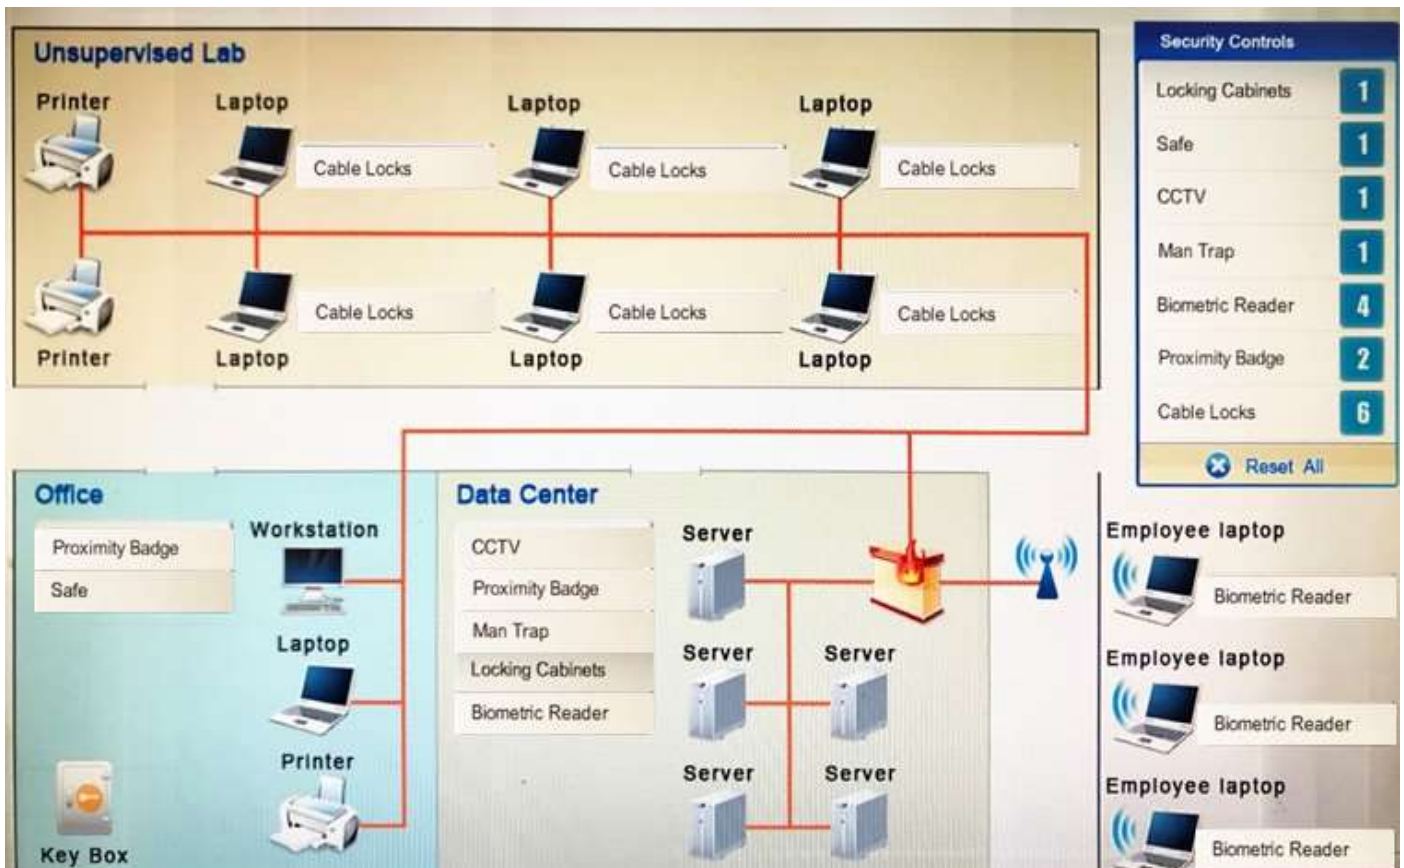 Unsupervised Lab
Printer
Laptop
Laptop
Laptop
Cable Locks
Cable Locks
Cable Locks
Cable Locks
Cable Locks
Cable Locks
Printer
Laptop
Laptop
Laptop
Security Controls
Locking Cabinets 1
Safe 1
CCTV 1
Man Trap 1
Biometric Reader 4
Proximity Badge 2
Cable Locks 6
Reset All
Office
Proximity Badge
Safe
Workstation
Laptop
Printer
Key Box
Data Center
CCTV
Proximity Badge
Man Trap
Locking Cabinets
Biometric Reader
Server
Server
Server
Server
Server
Employee laptop
Biometric Reader
Employee laptop
Biometric Reader
Employee laptop
Biometric Reader